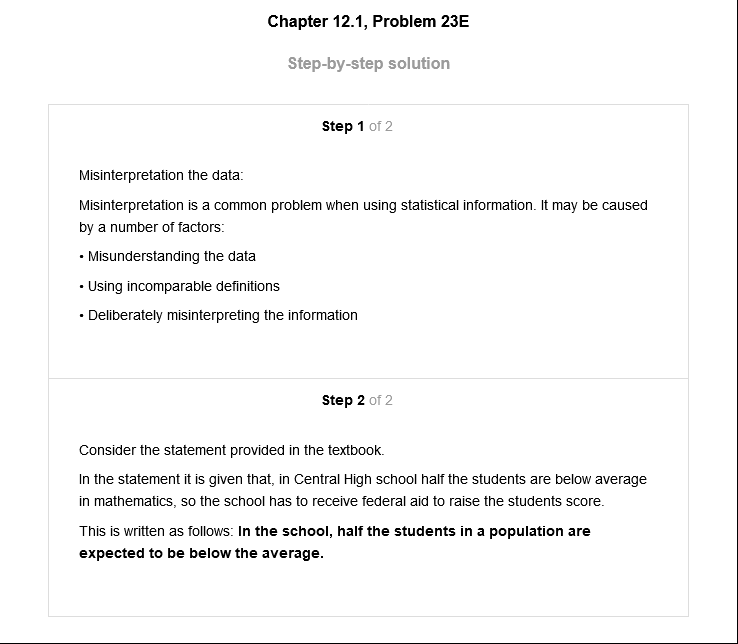 Chapter 12.1, Problem 23E
Step-by-step solution
Step 1 of 2
Misinterpretation the data:
Misinterpretation is a common problem when using statistical information. It may be caused
by a number of factors:
• Misunderstanding the data
• Using incomparable definitions
• Deliberately misinterpreting the information
Step 2 of 2
Consider the statement provided in the textbook.
In the statement it is given that, in Central High school half the students are below average
in mathematics, so the school has to receive federal aid to raise the students score.
This is written as follows: In the school, half the students in a population are
expected to be below the average.